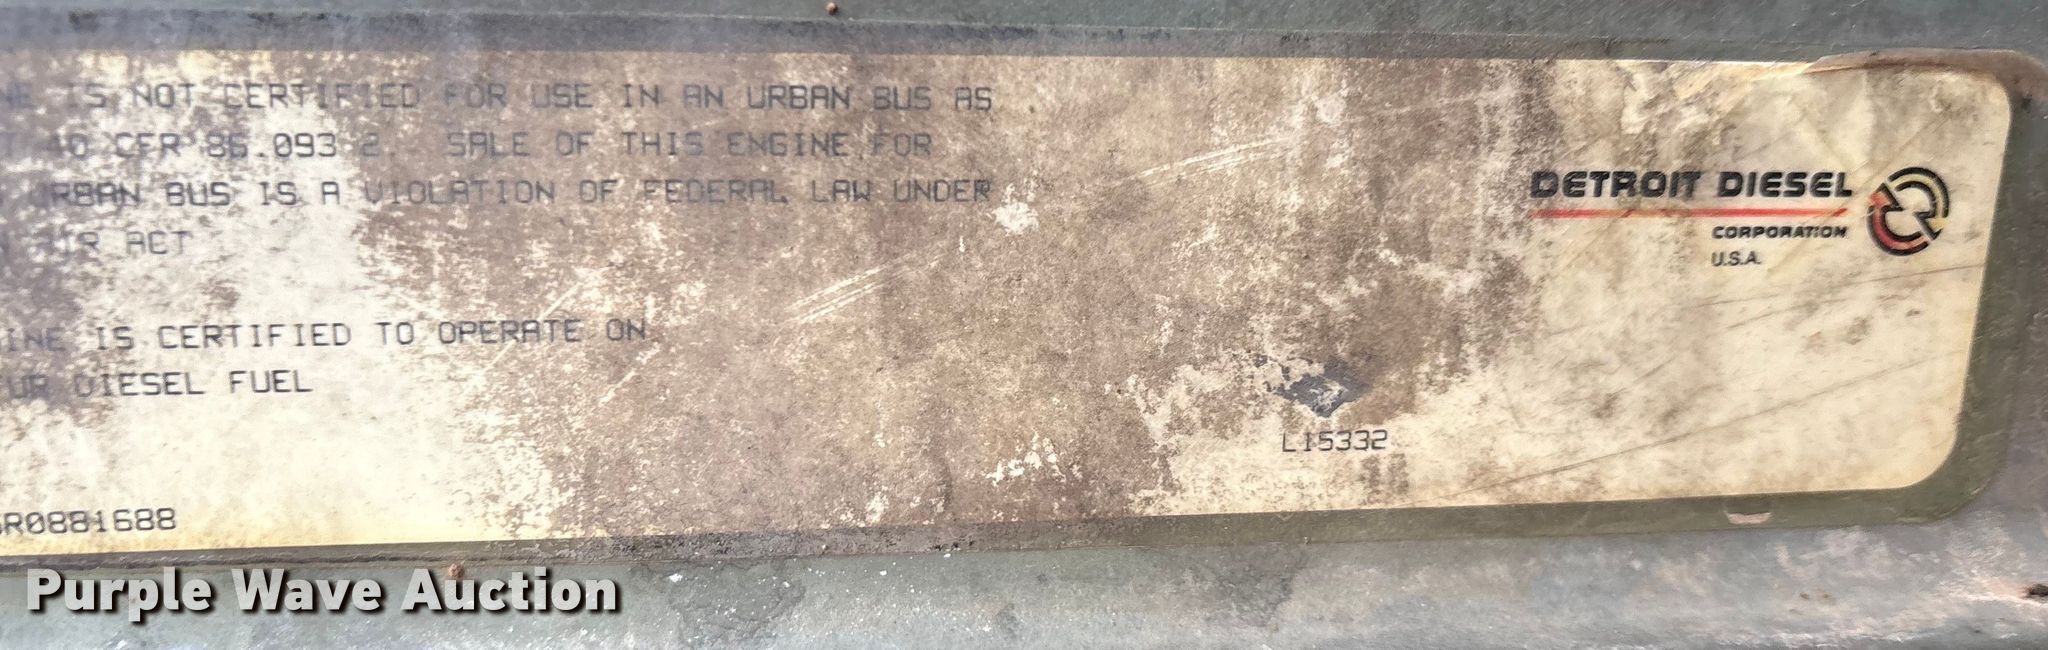 IS NOT CERTIFIED FOR USE IN AN URBAN BUS AS
40 CFR 86.093 2. SALE OF THIS ENGINE FOR
URBAN BUS IS A VIOLATION OF FEDERAL LAW UNDER
AIR ACT
INE IS CERTIFIED TO OPERATE ON
DIESEL FUEL
R0881688
DETROIT DIESEL
CORPORATION
U.S.A.
L15332
Purple Wave Auction